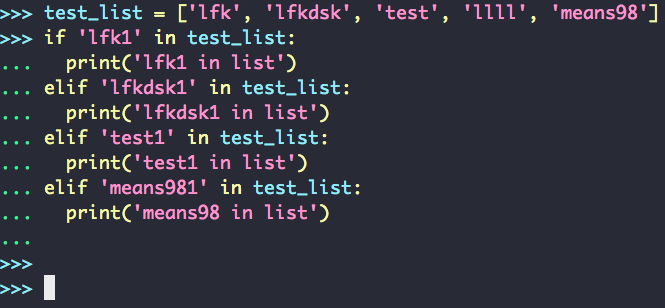 >>> test_list = ['lfk', 'lfkdsk', 'test', 'llll', 'means98']
>>> if 'lfk1' in test_list:
...   print('lfk1 in list')
... elif 'lfkdsk1' in test_list:
...   print('lfkdsk1 in list')
... elif 'test1' in test_list:
...   print('test1 in list')
... elif 'means981' in test_list:
...   print('means98 in list')
...
>>>
>>>